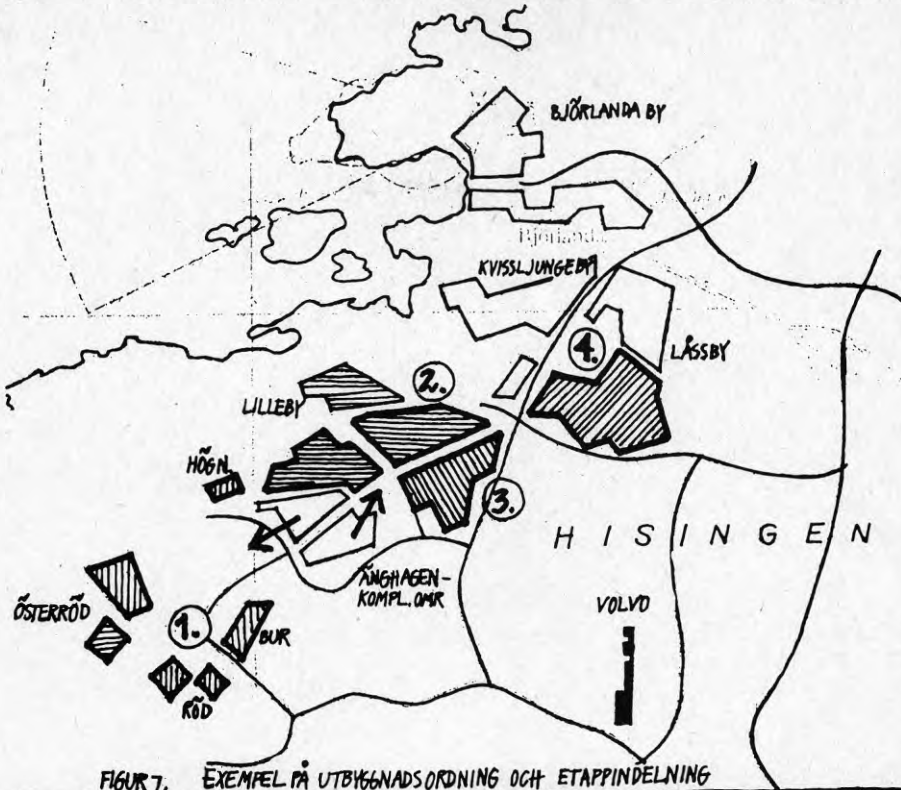 BJÖRLANDA BY
Björlanda
KVISSLJUNGEBY
4.
LÅSSBY
2.
LILLEBY
HÖGN.
3.
HISINGEN
ÄNGHAGEN-
KOMPL. OMR
VOLVO
ÖSTERRÖD
1.
BUR
RÖD
FIGUR 7. EXEMPEL PÅ UTBYGGNADSORDNING OCH ETAPPINDELNING